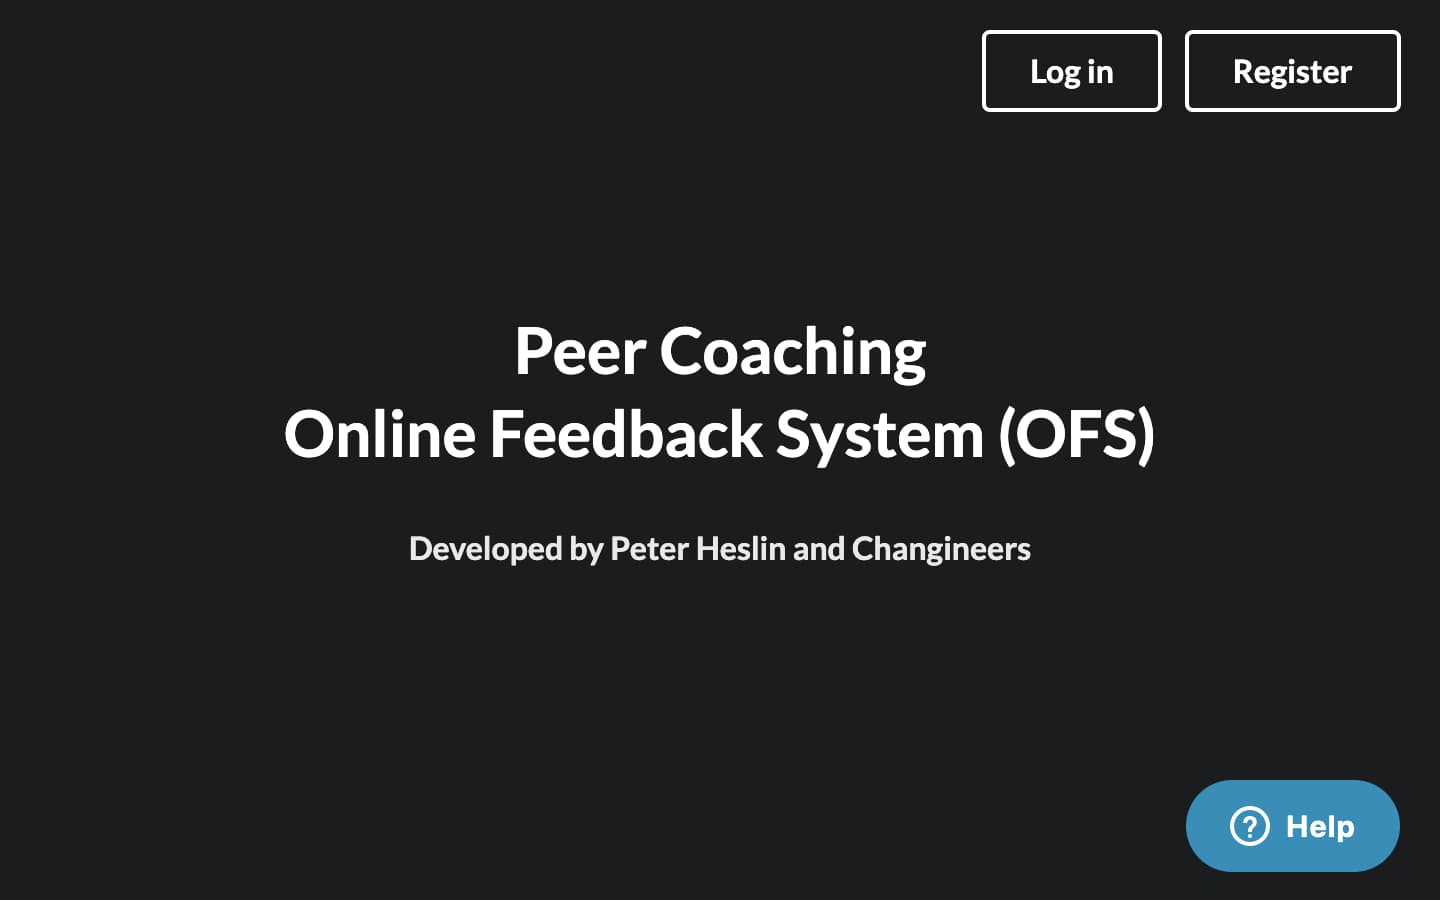 Log in
Register
Peer Coaching
Online Feedback System (OFS)
Developed by Peter Heslin and Changineers
Help